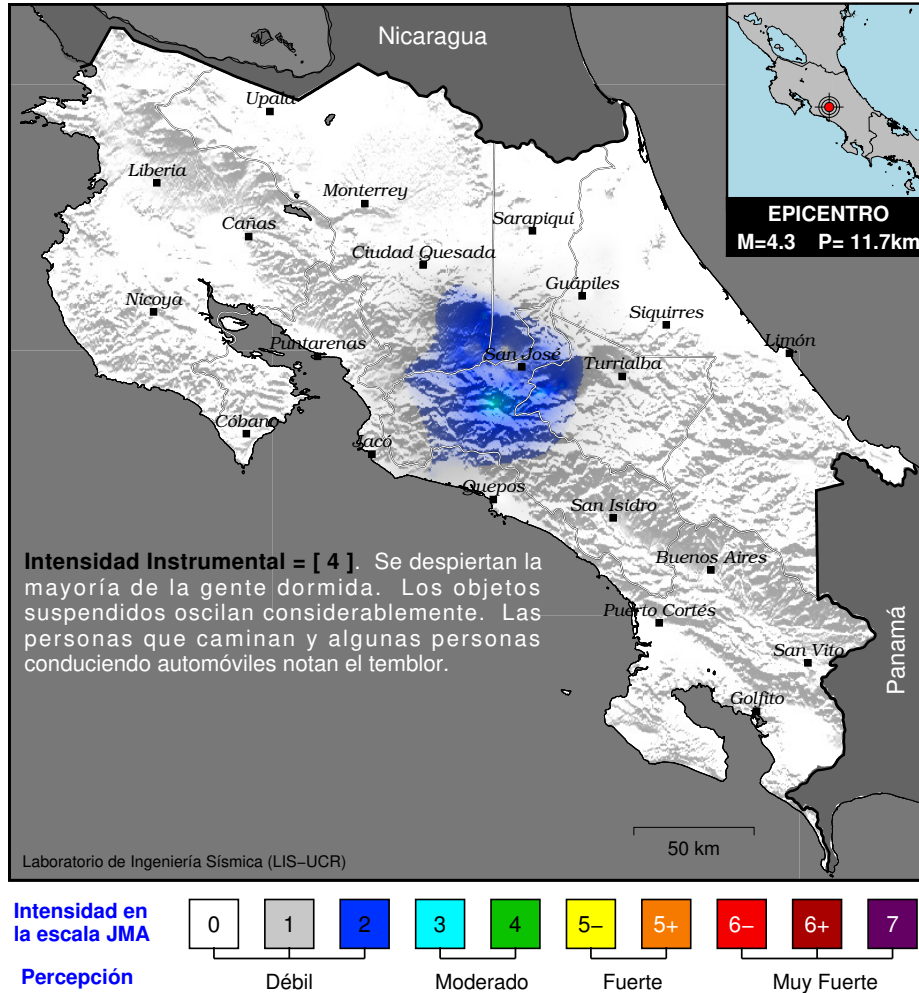 Nicaragua
Upala
Liberia
Monterrey
Cañas
Sarapiquí
EPICENTRO
M=4.3 P= 11.7km
Ciudad Quesada
Guápiles
Nicoya
Siquirres
Puntarenas
San José
Limón
Turrialba
Cóbano
Jacó
Quepos
San Isidro
Intensidad Instrumental = [ 4 ]. Se despiertan la
mayoría de la gente dormida. Los objetos
suspendidos oscilan considerablemente. Las
personas que caminan y algunas personas
conduciendo automóviles notan el temblor.
Buenos Aires
Puerto Cortés
San Vito
Panamá
Golfito
50 km
Laboratorio de Ingeniería Sísmica (LIS–UCR)
Intensidad en
la escala JMA
0 1 2 3 4 5− 5+ 6− 6+ 7
Percepción
Débil Moderado Fuerte Muy Fuerte